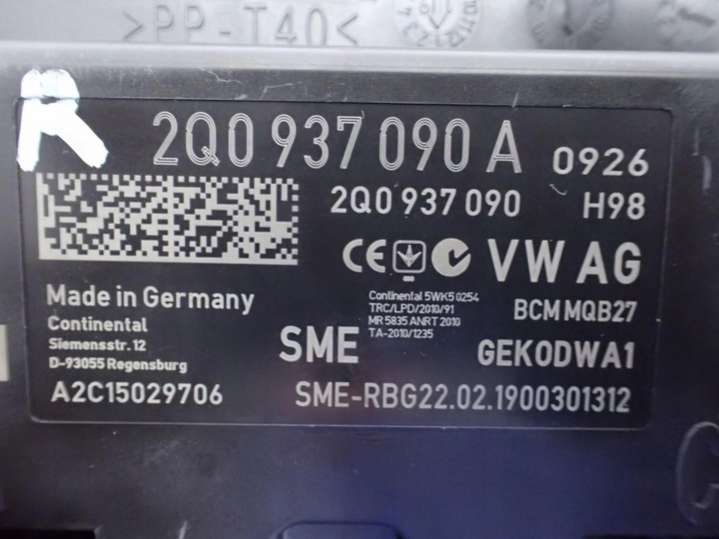 >PP-T40<
R
2Q0 937 090 A 0926
2Q0 937 090 H98
CE VW AG
Made in Germany
Continental
Siemensstr. 12
D-93055 Regensburg
A2C15029706
SME
Continental 5WK5 0254
TRC/LPD/2010/91
MR 5835 ANRT 2010
TA-2010/1235
BCM MQB27
GEKODWA1
SME-RBG22.02.1900301312